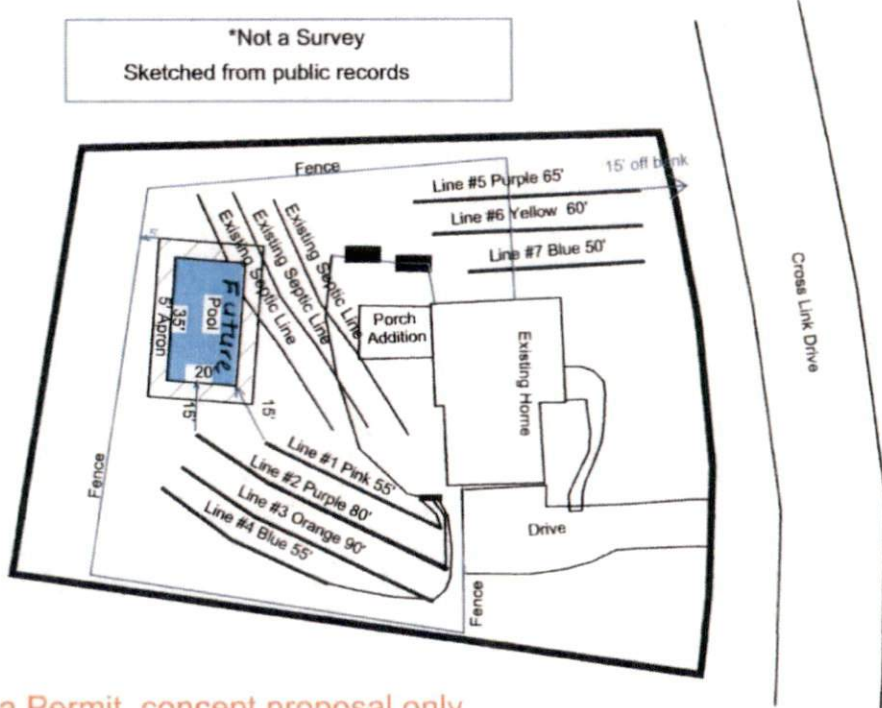 *Not a Survey
Sketched from public records
Fence
15' off bank
Line #5 Purple 65'
Line #6 Yellow 60'
Line #7 Blue 50'
Existing Septic Line
Existing Septic Line
Existing Septic Line
5'
Future
Pool
35'
5' Apron
20'
15'
15'
Porch
Addition
Existing Home
Cross Link Drive
Line #1 Pink 55'
Line #2 Purple 80'
Line #3 Orange 90'
Line #4 Blue 55'
Fence
Drive
Fence
a Permit, concept proposal only